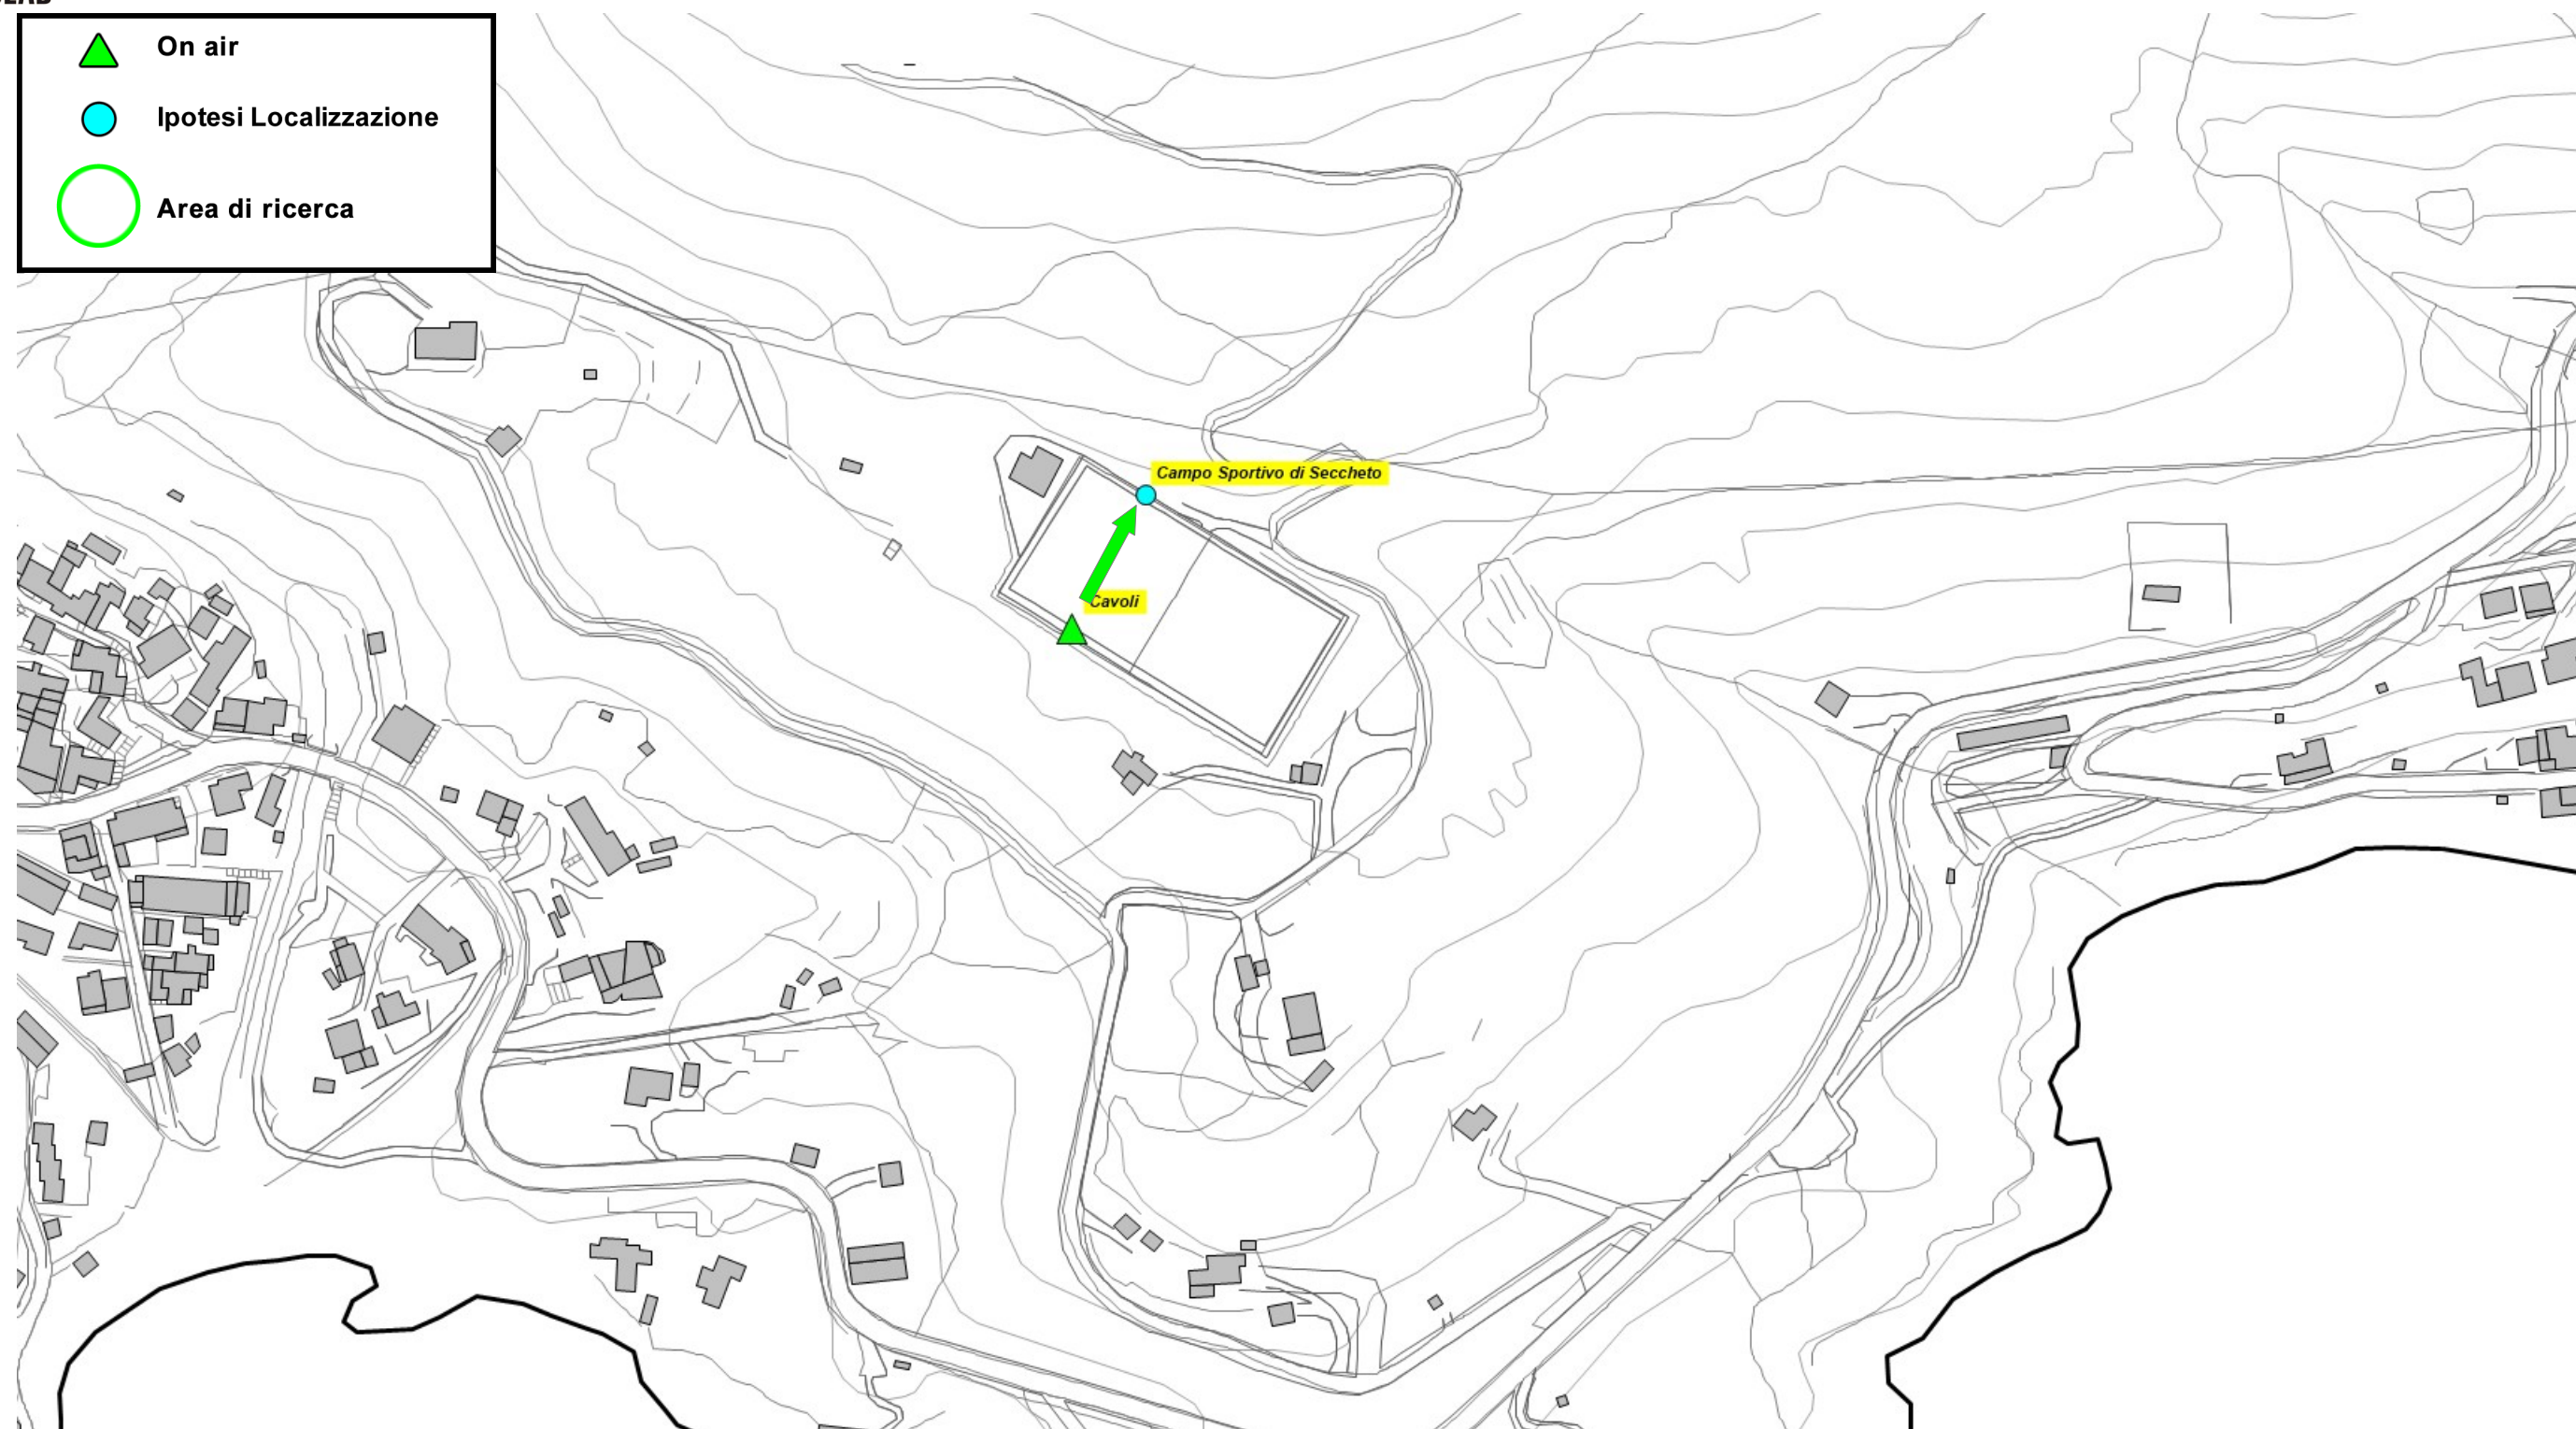 On air
Ipotesi Localizzazione
Area di ricerca
Campo Sportivo di Seccheto
Cavoli